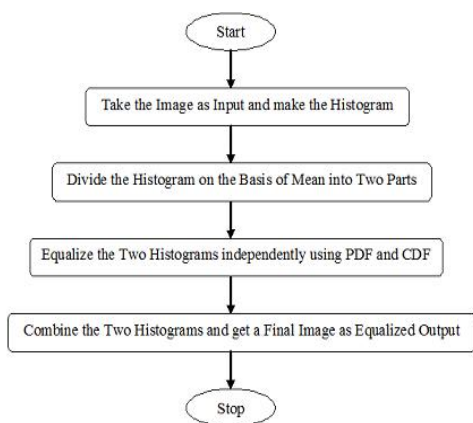 Start
Take the Image as Input and make the Histogram
Divide the Histogram on the Basis of Mean into Two Parts
Equalize the Two Histograms independently using PDF and CDF
Combine the Two Histograms and get a Final Image as Equalized Output
Stop